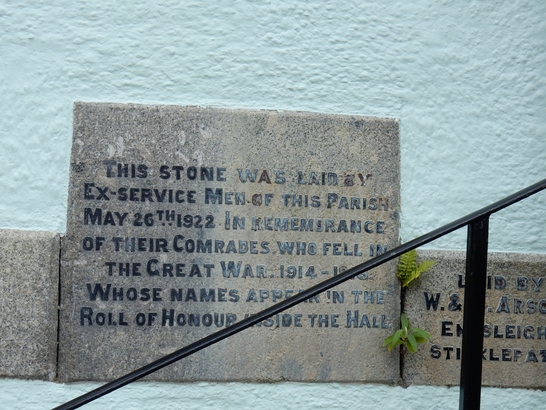 THIS STONE WAS LAID BY
EX-SERVICE MEN OF THIS PARISH
MAY 26TH 1922 IN REMEMBRANCE
OF THEIR COMRADES WHO FELL IN
THE GREAT WAR. 1914-1918
WHOSE NAMES APPEAR IN THE
ROLL OF HONOUR INSIDE THE HALL
LAID BY
W. &
ENSLEIGH